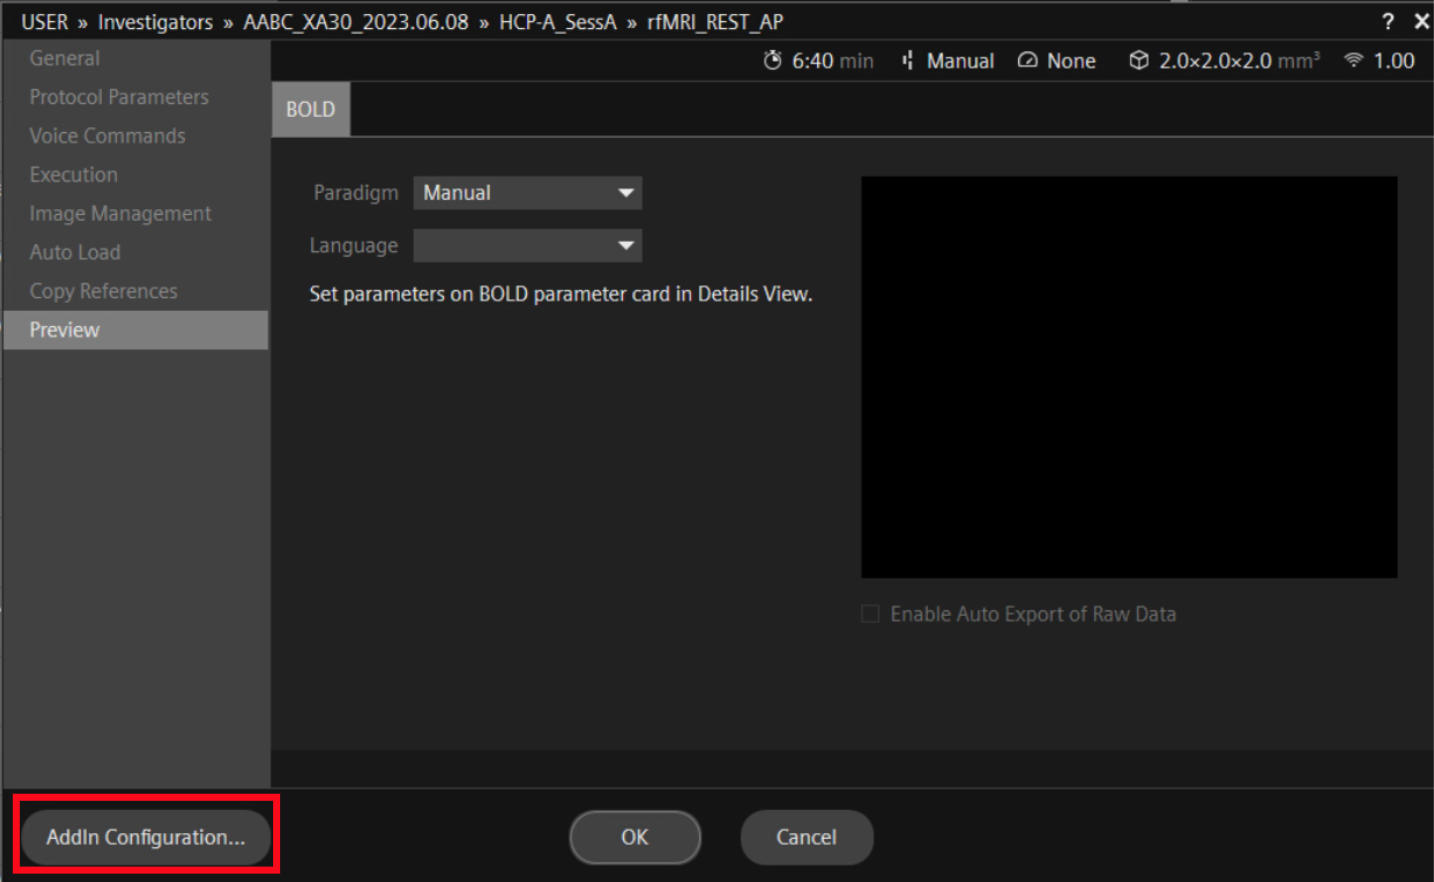 USER » Investigators » AABC_XA30_2023.06.08 » HCP-A_SessA » rfMRI_REST_AP ? X
6:40 min Manual None 2.0×2.0×2.0 mm³ 1.00
General
Protocol Parameters
Voice Commands
Execution
Image Management
Auto Load
Copy References
Preview
BOLD
Paradigm Manual
Language
Set parameters on BOLD parameter card in Details View.
Enable Auto Export of Raw Data
AddIn Configuration...
OK
Cancel